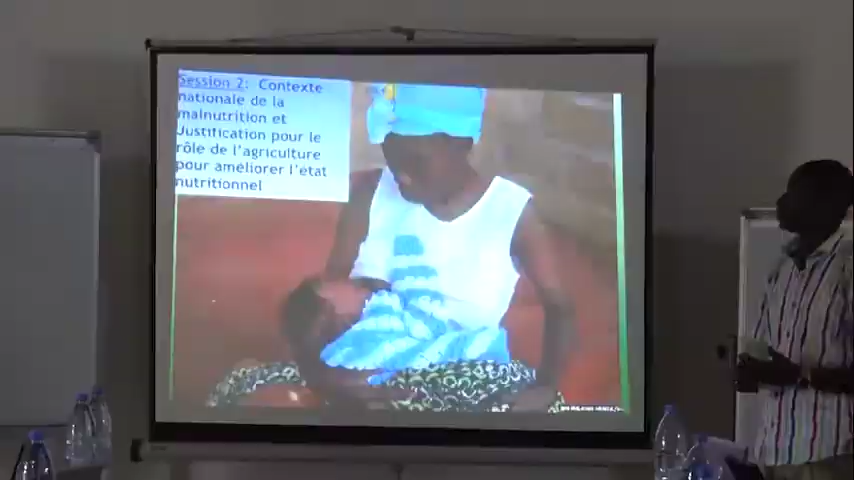 Session 2: Contexte
nationale de la
malnutrition et
Justification pour le
rôle de l'agriculture
pour améliorer l'état
nutritionnel